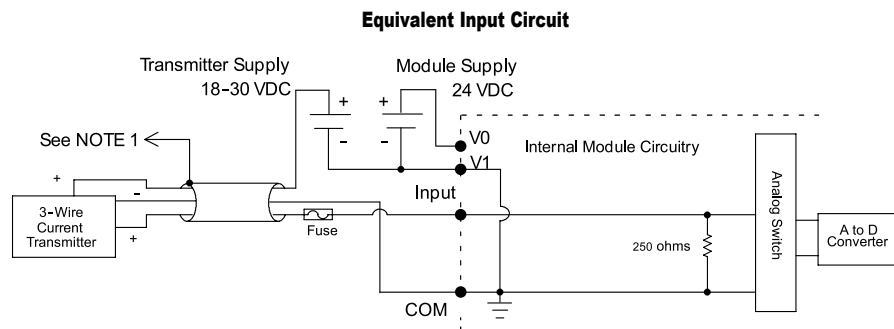 Equivalent Input Circuit
Transmitter Supply
18–30 VDC
Module Supply
24 VDC
+
-
+
-
V0
V1
See NOTE 1
Internal Module Circuitry
+
-
+
3-Wire
Current
Transmitter
Input
Fuse
250 ohms
Analog Switch
A to D
Converter
COM